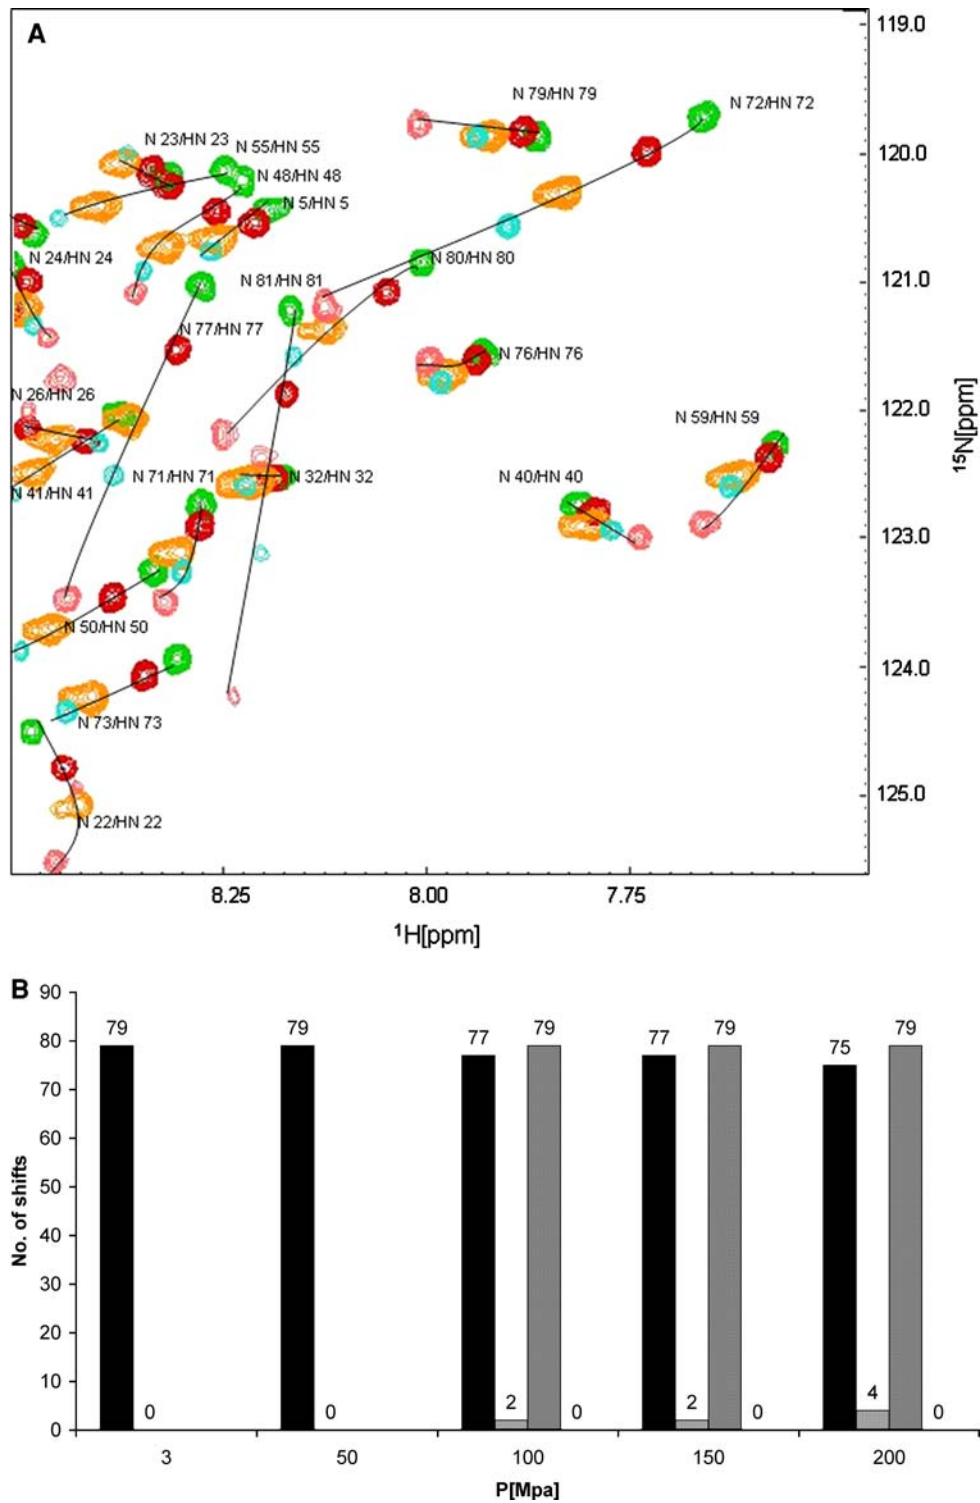 A
119.0
N 79/HN 79
N 72/HN 72
N 23/HN 23
N 55/HN 55
120.0
N 48/HN 48
N 5/HN 5
N 24/HN 24
N 80/HN 80
121.0
N 81/HN 81
N 77/HN 77
N 76/HN 76
N 26/HN 26
122.0
N 59/HN 59
N 71/HN 71
N 32/HN 32
N 40/HN 40
N 41/HN 41
123.0
N 50/HN 50
124.0
N 73/HN 73
125.0
N 22/HN 22
¹⁵N[ppm]
8.25 8.00 7.75
¹H[ppm]
B
90
80
70
60
50
40
30
20
10
0
No. of shifts
79 0
79 0
77 2 79 0
77 2 79 0
75 4 79 0
3 50 100 150 200
P[Mpa]